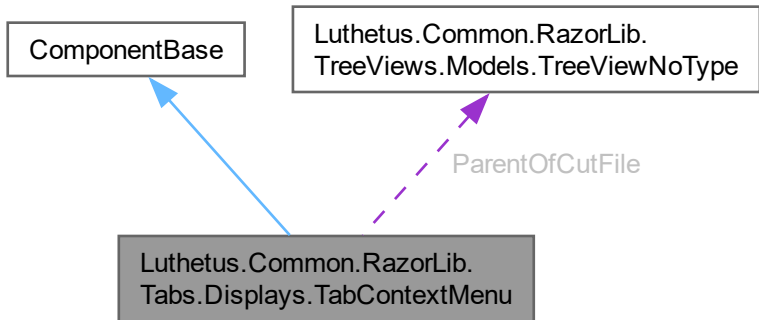 ComponentBase
Luthetus.Common.RazorLib.
TreeViews.Models.TreeViewNoType
ParentOfCutFile
Luthetus.Common.RazorLib.
Tabs.Displays.TabContextMenu